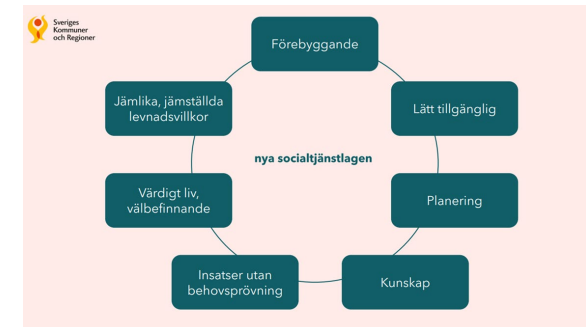 Sveriges
Kommuner
och Regioner
Förebyggande
Jämlika, jämställda
levnadsvillkor
Lätt tillgänglig
nya socialtjänstlagen
Värdigt liv,
välbefinnande
Planering
Insatser utan
behovsprövning
Kunskap